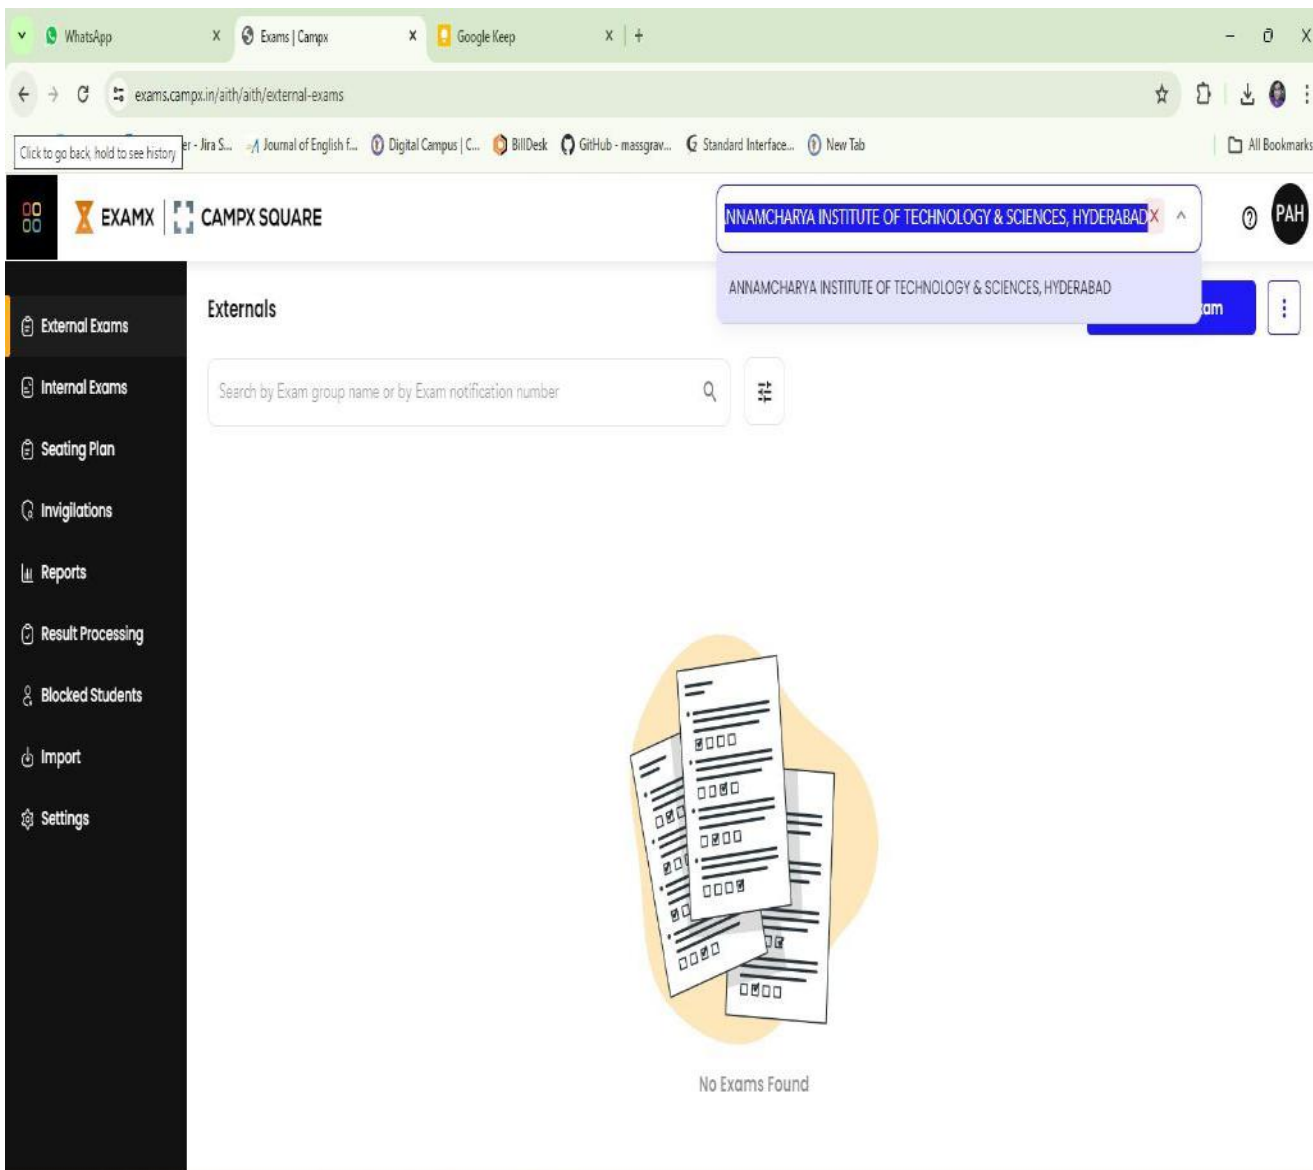 WhatsApp
Exams | Campx
Google Keep
exams.campx.in/aith/aith/external-exams
Click to go back, hold to see history
er - Jira S...
Journal of English f...
Digital Campus | C...
BillDesk
GitHub - massgrav...
Standard Interface...
New Tab
All Bookmarks
EXAMX
CAMPX SQUARE
NNAMCHARYA INSTITUTE OF TECHNOLOGY & SCIENCES, HYDERABAD
PAH
ANNAMCHARYA INSTITUTE OF TECHNOLOGY & SCIENCES, HYDERABAD
Externals
am
Search by Exam group name or by Exam notification number
External Exams
Internal Exams
Seating Plan
Invigilations
Reports
Result Processing
Blocked Students
Import
Settings
No Exams Found